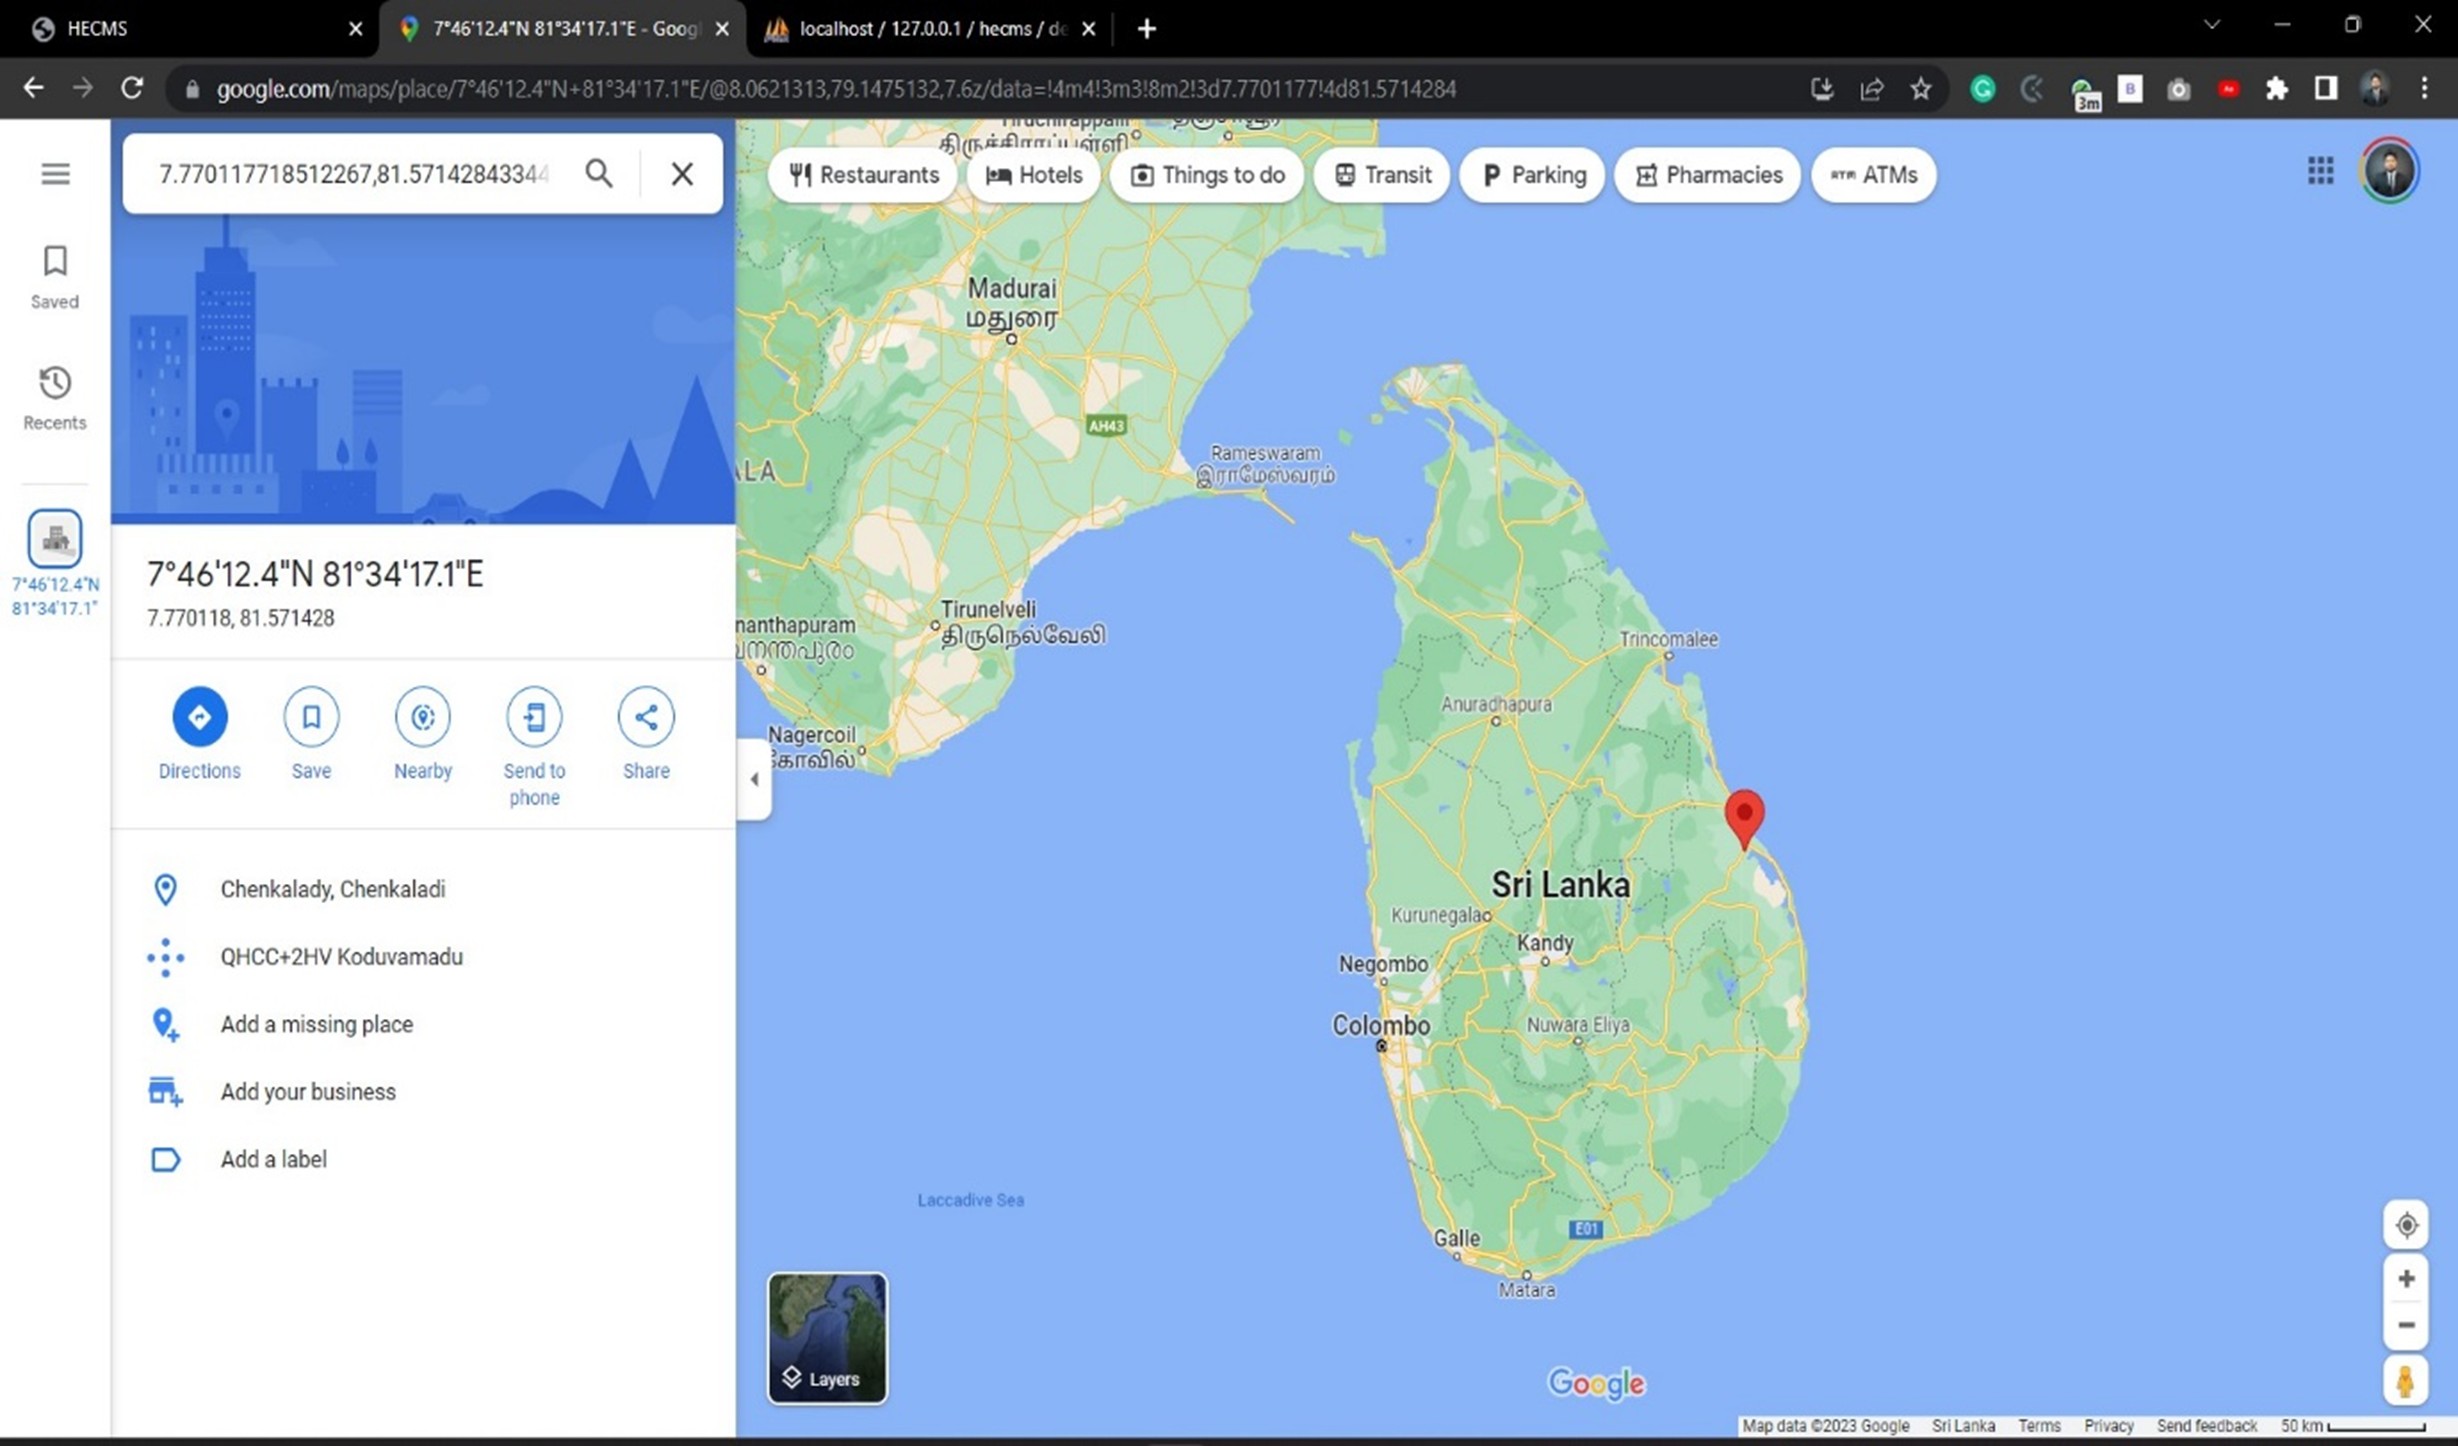 HECMS
7°46'12.4"N 81°34'17.1"E - Goog
localhost / 127.0.0.1 / hecms / de
google.com/maps/place/7°46'12.4"N+81°34'17.1"E/@8.0621313,79.1475132,7.6z/data=!4m4!3m3!8m2!3d7.7701177!4d81.5714284
3m
B
7.770117718512267,81.57142843344
Restaurants
Hotels
Things to do
Transit
P Parking
Pharmacies
ATM ATMs
Saved
Recents
7°46'12.4"N
81°34'17.1"
7°46'12.4"N 81°34'17.1"E
7.770118, 81.571428
Directions
Save
Nearby
Send to
phone
Share
Chenkalady, Chenkaladi
QHCC+2HV Koduvamadu
Add a missing place
Add your business
Add a label
Tiruchirappalli
திருச்சிராப்பள்ளி
Madurai
மதுரை
AH43
ALA
Rameswaram
இராமேஸ்வரம்
Tirunelveli
திருநெல்வேலி
nanthapuram
Nagercoil
கோவில்
Trincomalee
Anuradhapura
Sri Lanka
Kurunegala
Kandy
Negombo
Colombo
Nuwara Eliya
Laccadive Sea
E01
Galle
Matara
Layers
Google
Map data ©2023 Google
Sri Lanka
Terms
Privacy
Send feedback
50 km